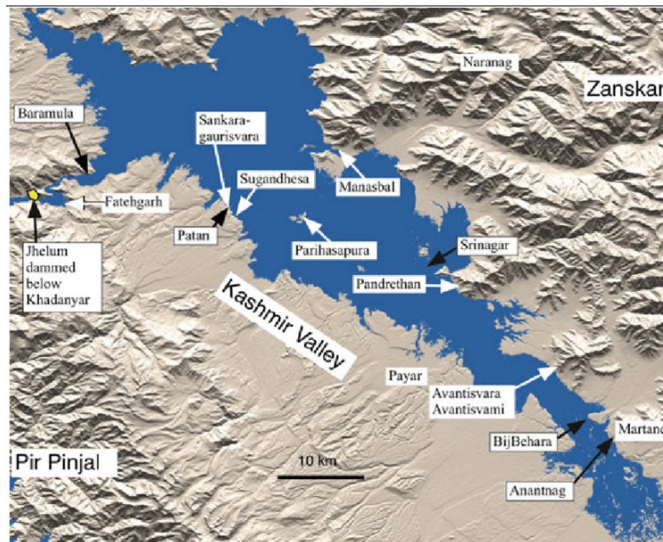 Naranag
Zanskar
Baramula
Sankara-
gaurisvara
Sugandhesa
Manasbal
Fatehgarh
Patan
Parihasapura
Srinagar
Jhelum
dammed
below
Khadanyar
Pandrethan
Kashmir Valley
Payar
Avantisvara
Avantisvami
BijBehara
Martand
Pir Pinjal
10 km
Anantnag